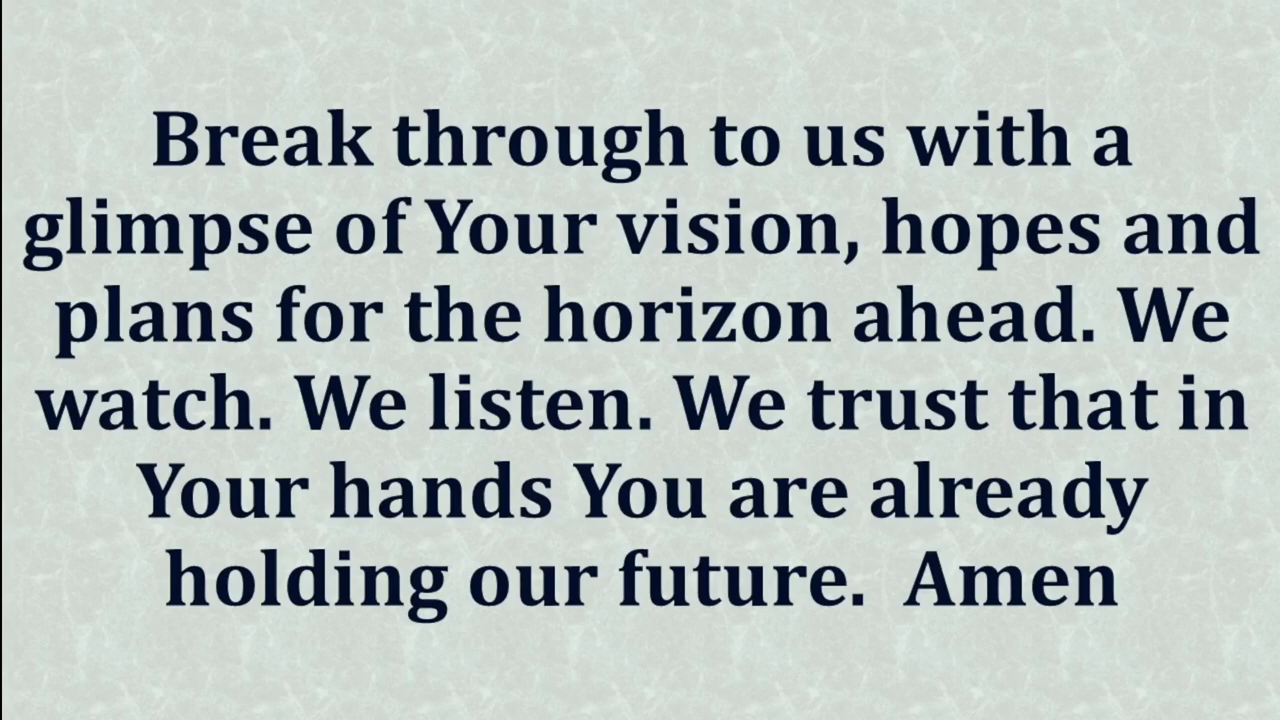 Break through to us with a
glimpse of Your vision, hopes and
plans for the horizon ahead. We
watch. We listen. We trust that in
Your hands You are already
holding our future.  Amen